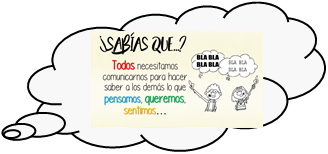 ¿SABÍAS QUE...?
Todos necesitamos
comunicarnos para hacer
saber a los demás lo que
pensamos, queremos,
sentimos...
BLA BLA
BLA BLA
BLA BLA
BLA BLA